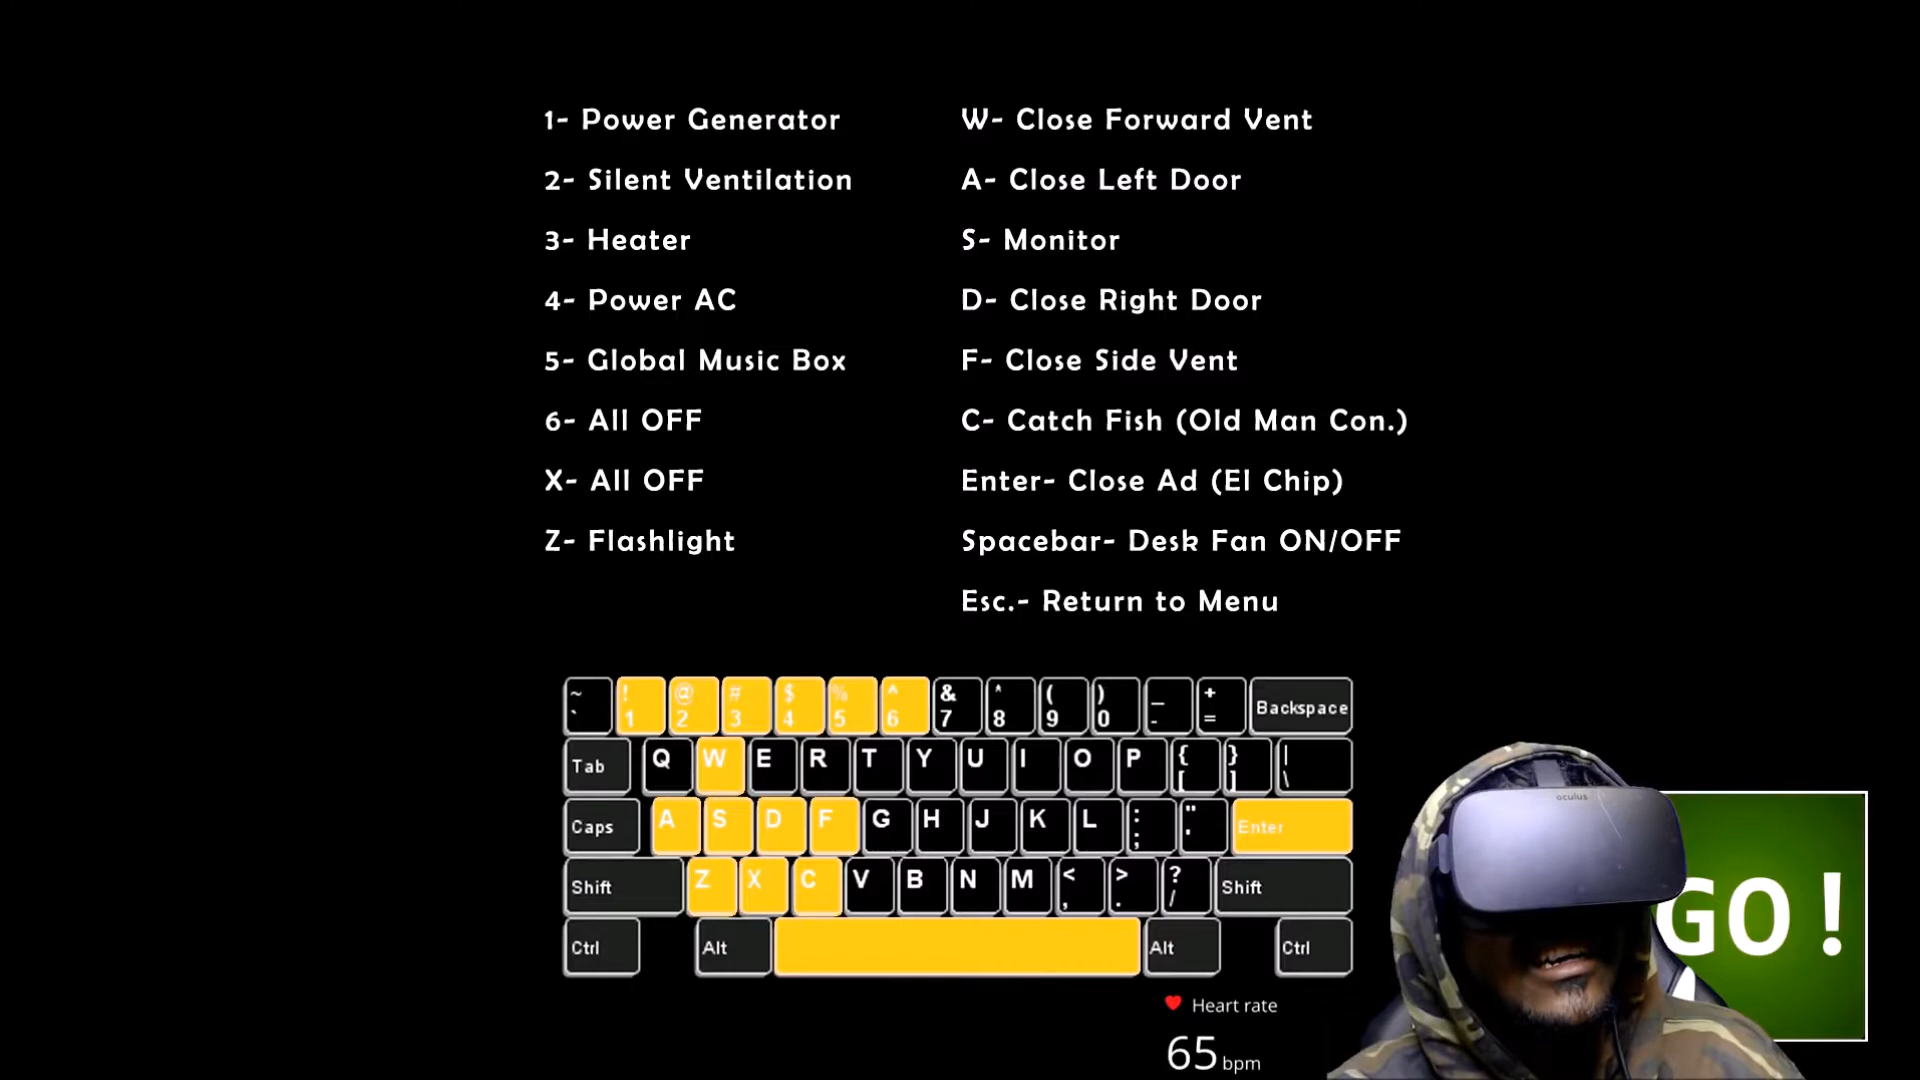 1- Power Generator
2- Silent Ventilation
3- Heater
4- Power AC
5- Global Music Box
6- All OFF
X- All OFF
Z- Flashlight
W- Close Forward Vent
A- Close Left Door
S- Monitor
D- Close Right Door
F- Close Side Vent
C- Catch Fish (Old Man Con.)
Enter- Close Ad (El Chip)
Spacebar- Desk Fan ON/OFF
Esc.- Return to Menu
~ ! @ # $ % ^ & * ( ) _ +
` 1 2 3 4 5 6 7 8 9 0 - = Backspace
Tab Q W E R T Y U I O P { [ } ] | \
Caps A S D F G H J K L : ; " ' Enter
Shift Z X C V B N M < , > . ? / Shift
Ctrl Alt Alt Ctrl
oculus
GO!
Heart rate
65 bpm